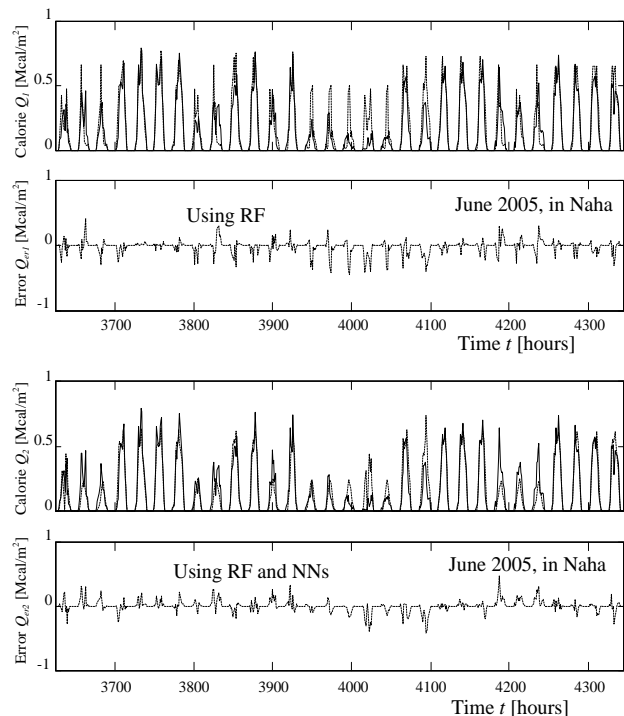 1
0.5
0
Calorie Q1 [Mcal/m2]
1
0
-1
Error Qer1 [Mcal/m2]
Using RF
June 2005, in Naha
3700 3800 3900 4000 4100 4200 4300
Time t [hours]
1
0.5
0
Calorie Q2 [Mcal/m2]
1
0
-1
Error Qer2 [Mcal/m2]
Using RF and NNs
June 2005, in Naha
3700 3800 3900 4000 4100 4200 4300
Time t [hours]